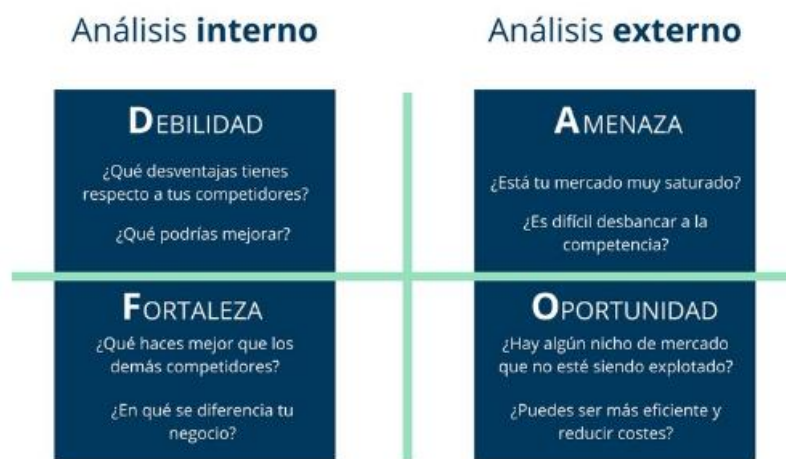 Análisis interno
DEBILIDAD
¿Qué desventajas tienes
respecto a tus competidores?
¿Qué podrías mejorar?
FORTALEZA
¿Qué haces mejor que los
demás competidores?
¿En qué se diferencia tu
negocio?
Análisis externo
AMENAZA
¿Está tu mercado muy saturado?
¿Es difícil desbancar a la
competencia?
OPORTUNIDAD
¿Hay algún nicho de mercado
que no esté siendo explotado?
¿Puedes ser más eficiente y
reducir costes?